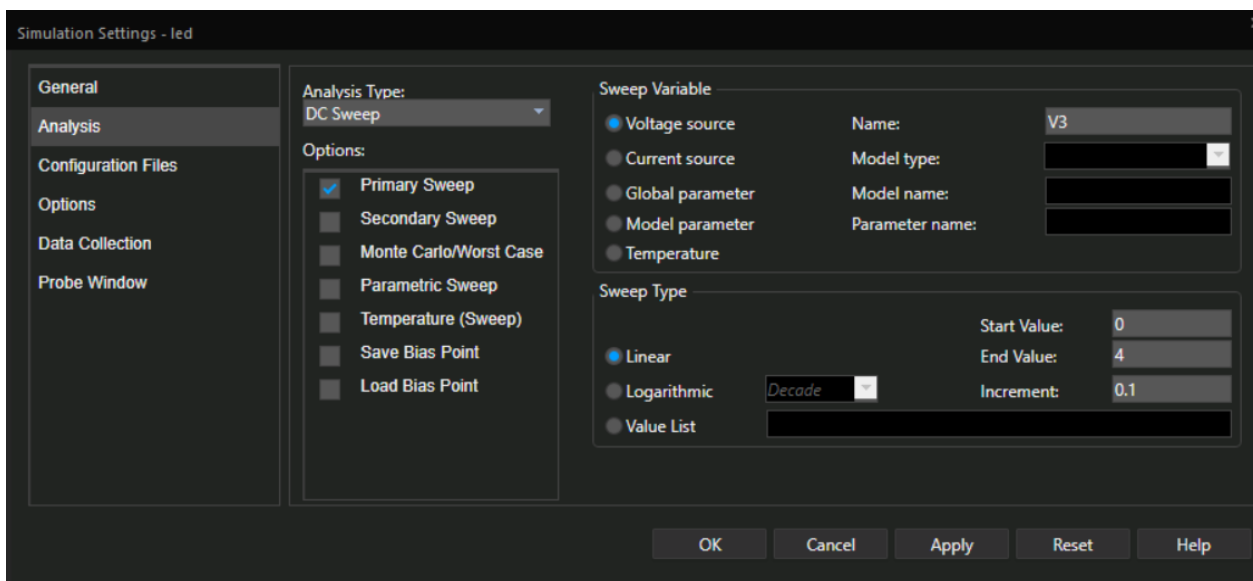 Simulation Settings - led
General
Analysis
Configuration Files
Options
Data Collection
Probe Window
Analysis Type:
DC Sweep
Options:
Primary Sweep
Secondary Sweep
Monte Carlo/Worst Case
Parametric Sweep
Temperature (Sweep)
Save Bias Point
Load Bias Point
Sweep Variable
Voltage source
Name:
V3
Current source
Model type:
Global parameter
Model name:
Model parameter
Parameter name:
Temperature
Sweep Type
Start Value:
0
Linear
End Value:
4
Logarithmic
Decade
Increment:
0.1
Value List
OK
Cancel
Apply
Reset
Help